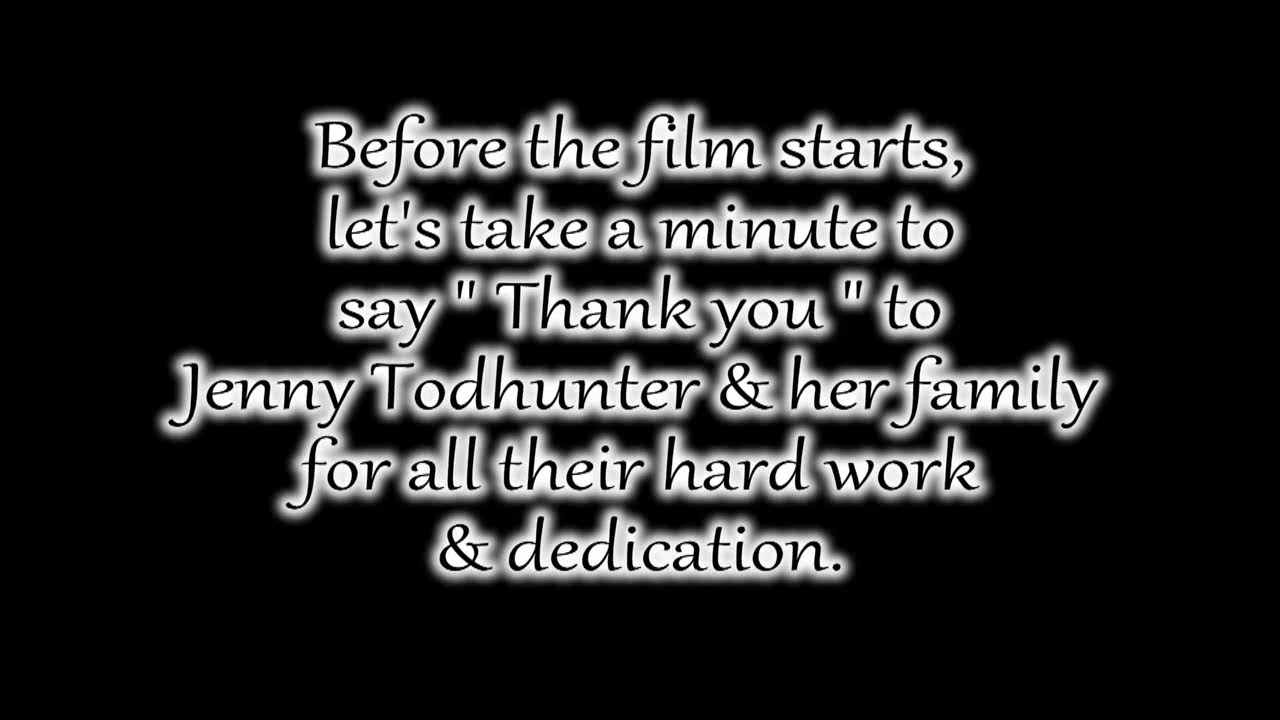 Before the film starts,
let's take a minute to
say " Thank you " to
Jenny Todhunter & her family
for all their hard work
& dedication.